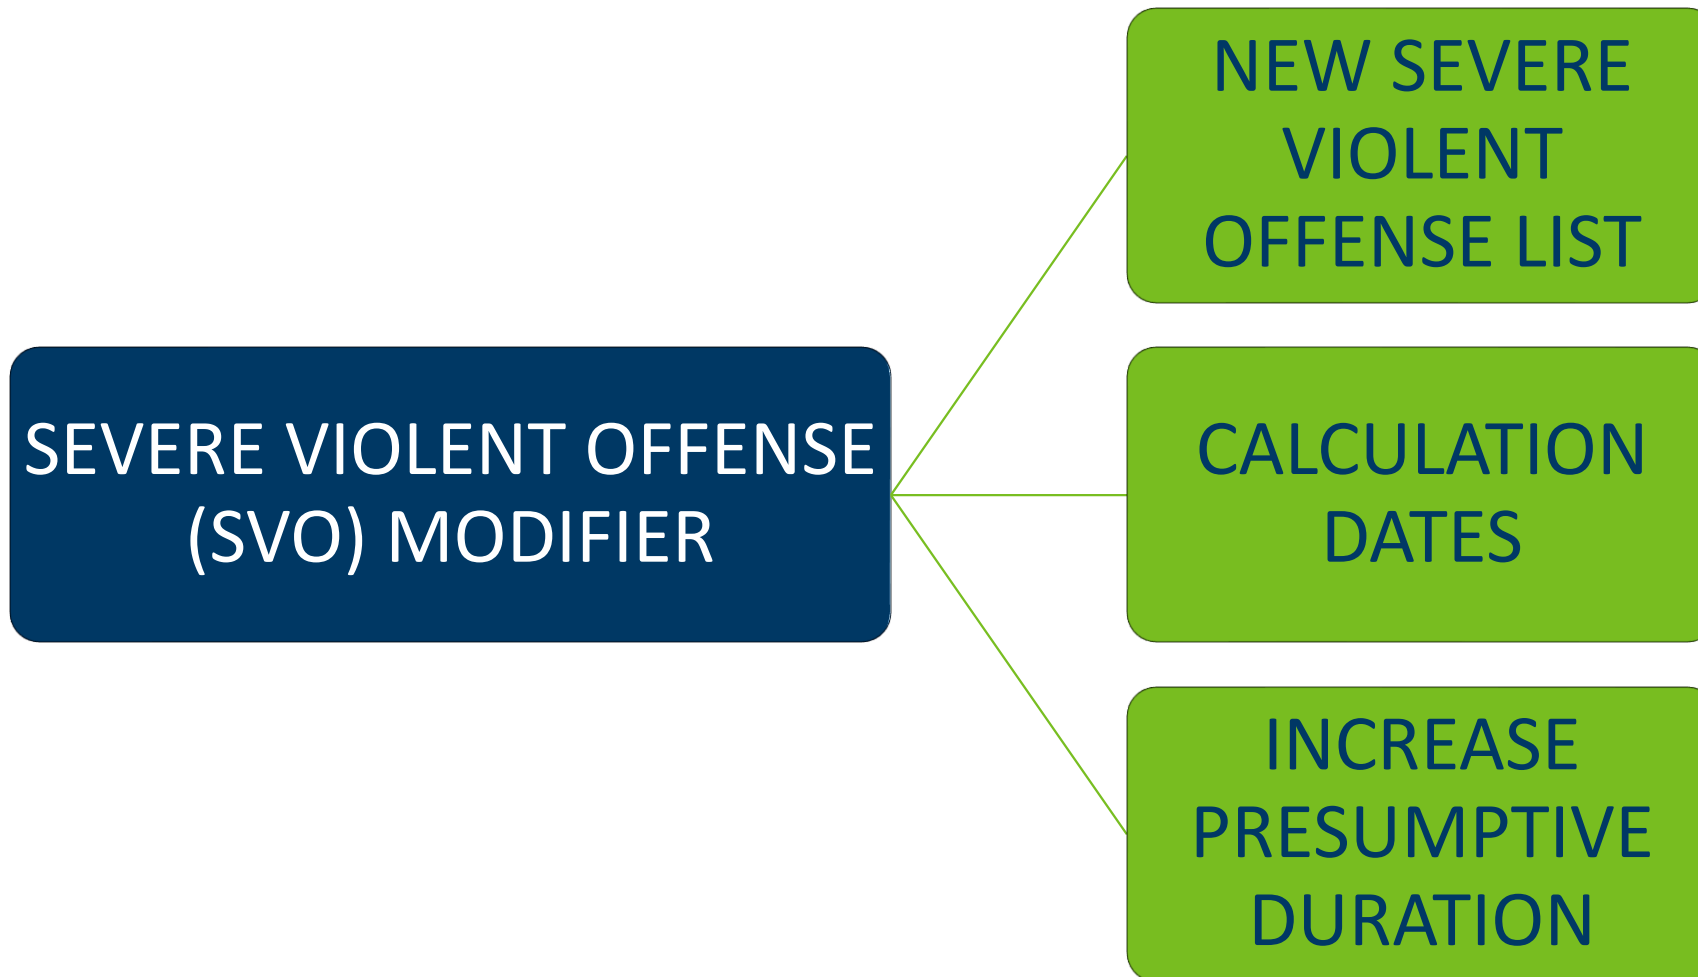 SEVERE VIOLENT OFFENSE
(SVO) MODIFIER
NEW SEVERE
VIOLENT
OFFENSE LIST
CALCULATION
DATES
INCREASE
PRESUMPTIVE
DURATION